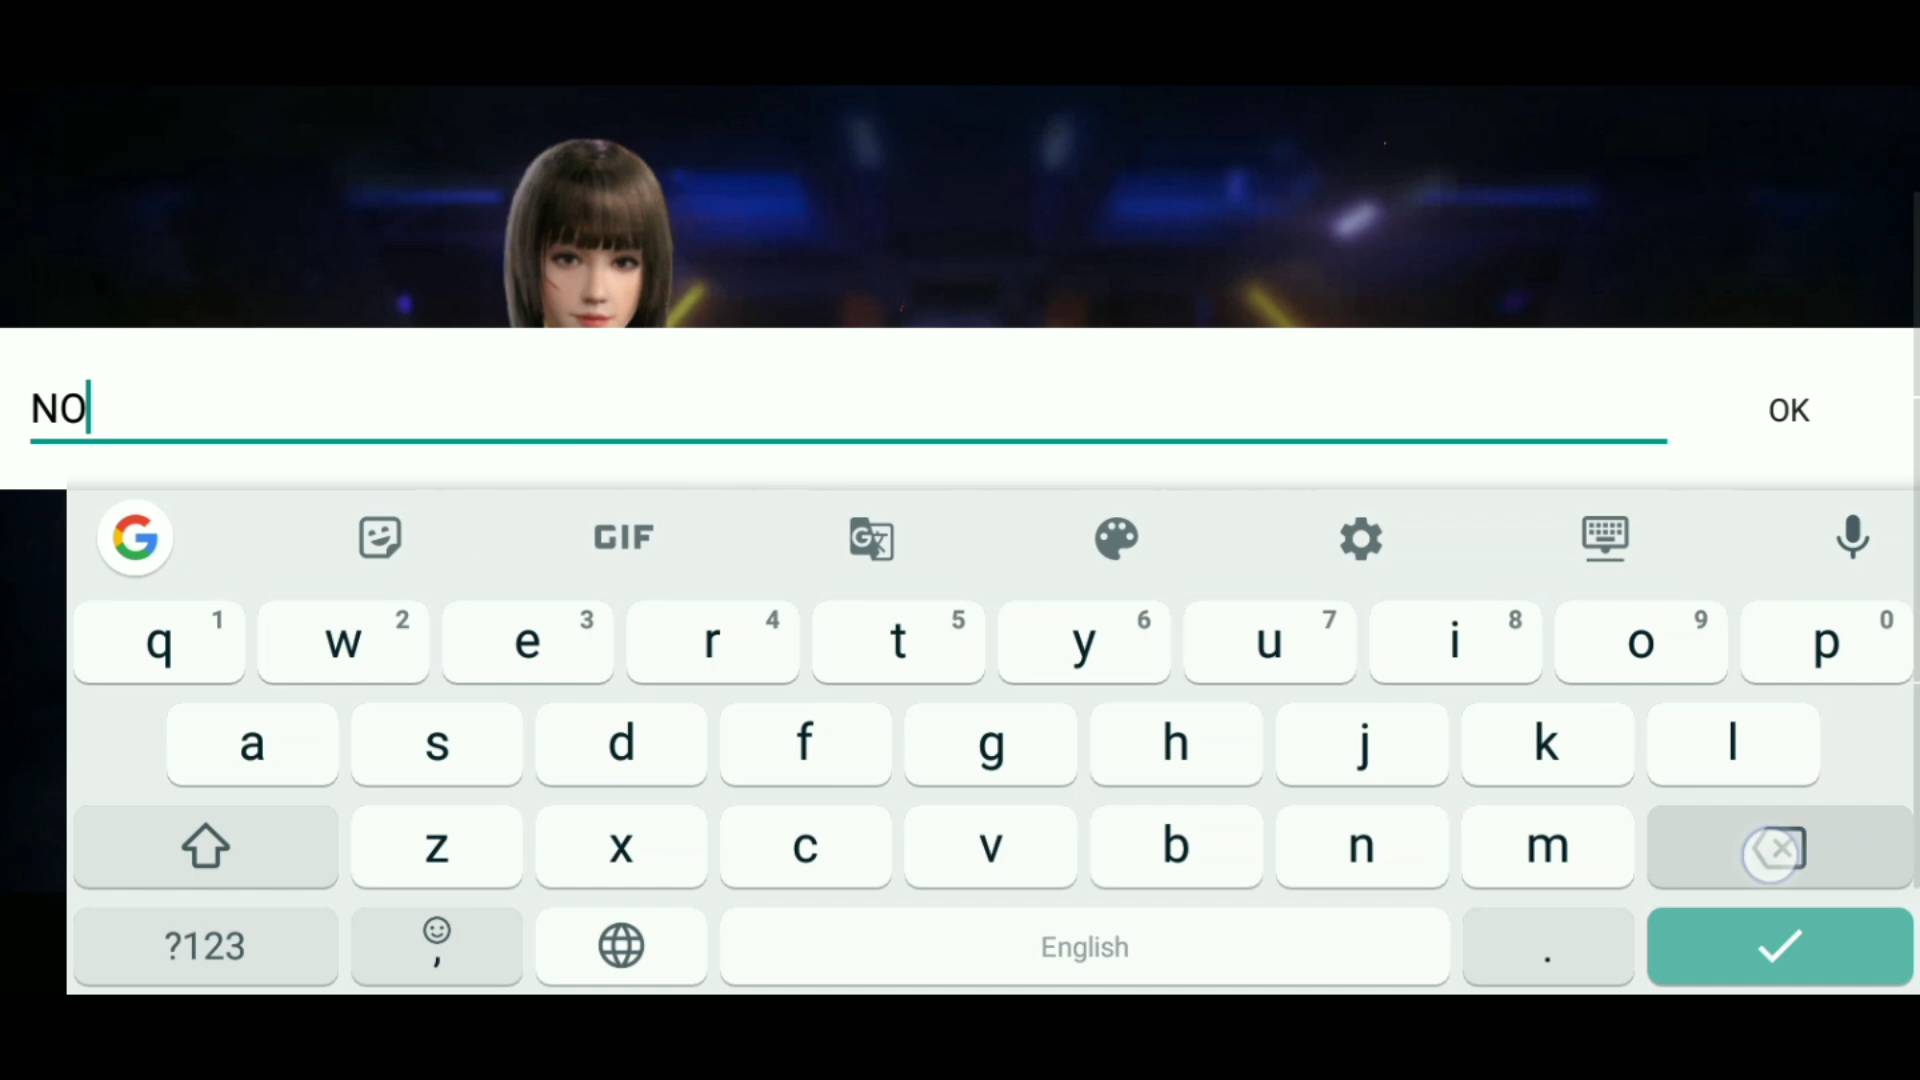 NO
OK
GIF
q 1 w 2 e 3 r 4 t 5 y 6 u 7 i 8 o 9 p 0
a s d f g h j k l
z x c v b n m
?123 , English .